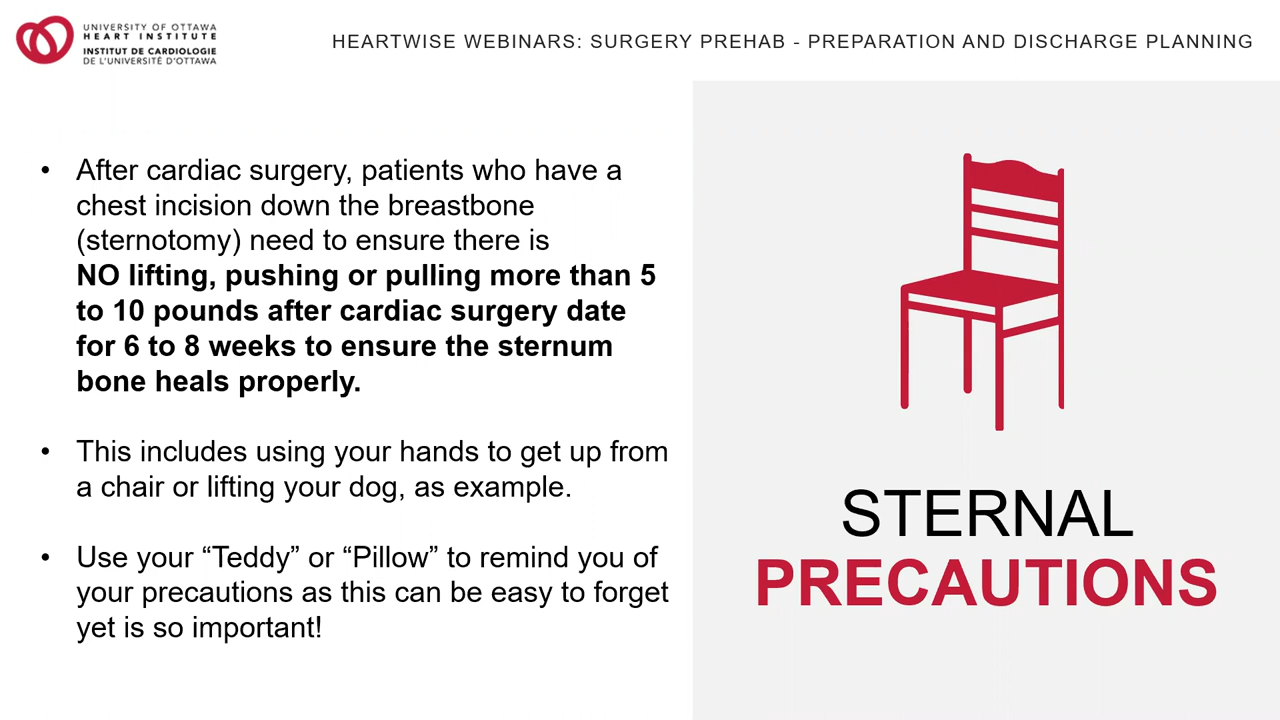 UNIVERSITY OF OTTAWA
HEART INSTITUTE
INSTITUT DE CARDIOLOGIE
DE L'UNIVERSITÉ D'OTTAWA
HEARTWISE WEBINARS: SURGERY PREHAB - PREPARATION AND DISCHARGE PLANNING
• After cardiac surgery, patients who have a
chest incision down the breastbone
(sternotomy) need to ensure there is
NO lifting, pushing or pulling more than 5
to 10 pounds after cardiac surgery date
for 6 to 8 weeks to ensure the sternum
bone heals properly.
• This includes using your hands to get up from
a chair or lifting your dog, as example.
• Use your “Teddy” or “Pillow” to remind you of
your precautions as this can be easy to forget
yet is so important!
STERNAL
PRECAUTIONS